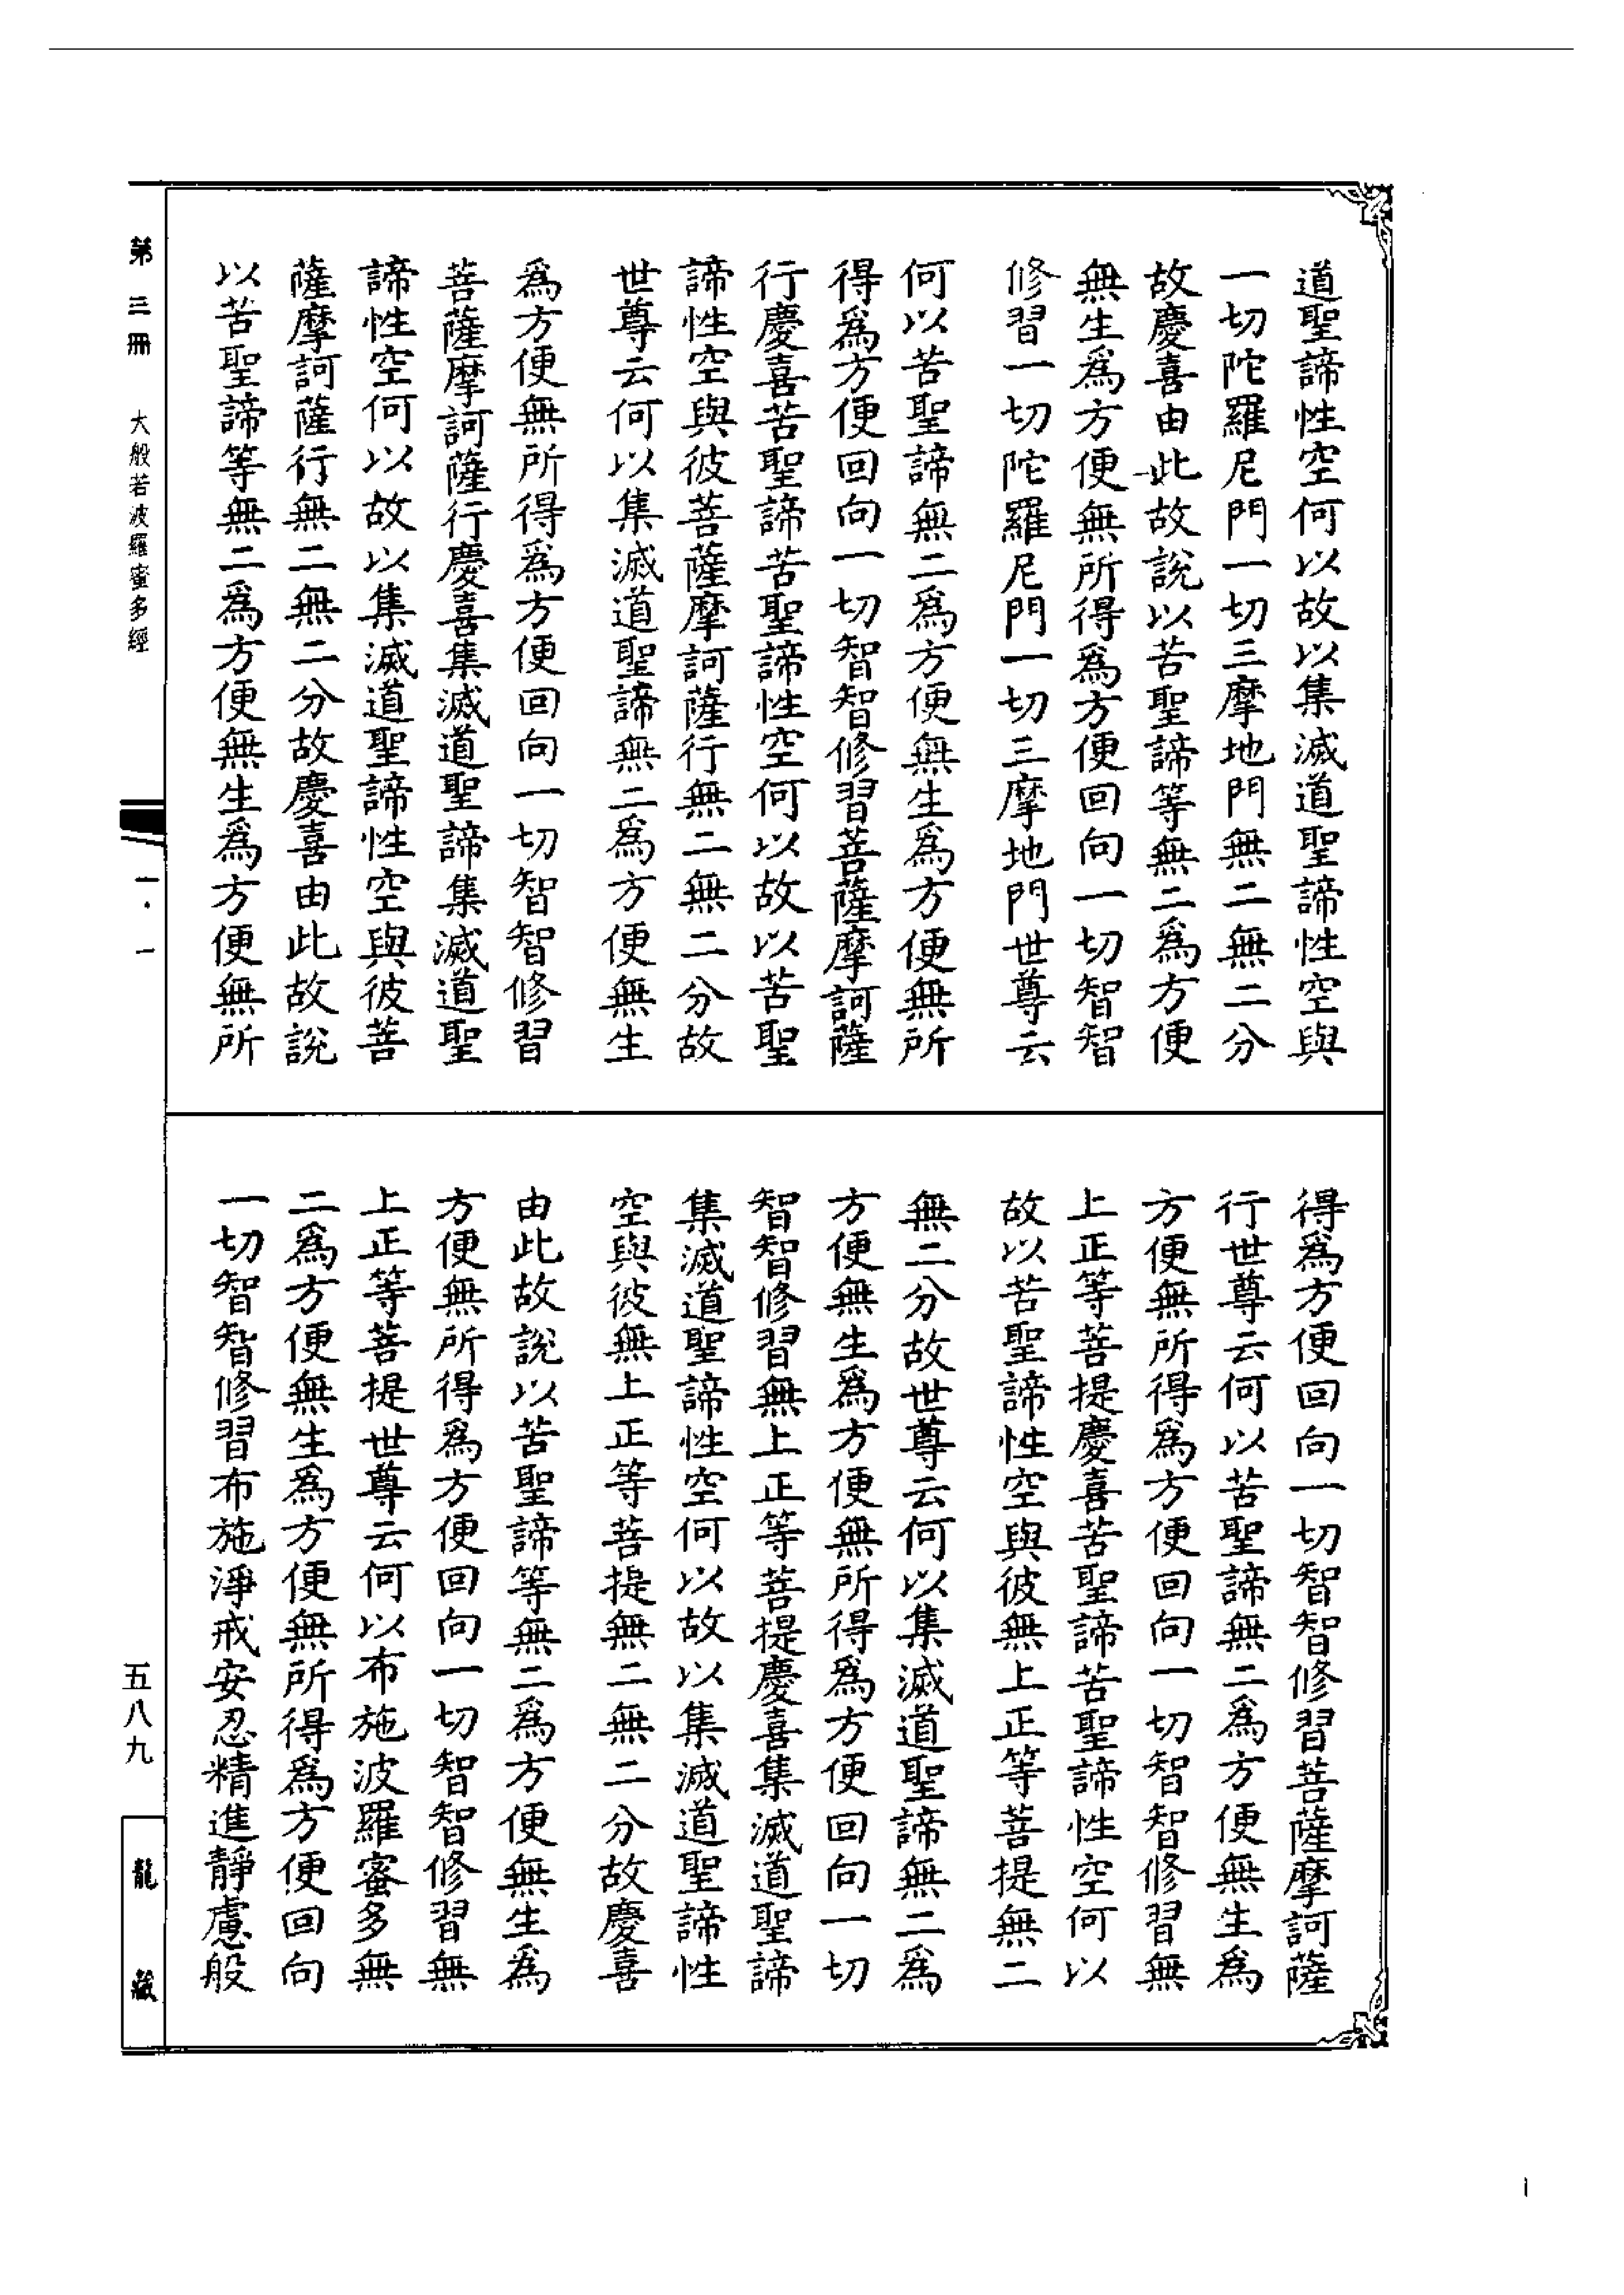 道聖諦性空何以故以集滅道聖諦性空與
一切陀羅尼門一切三摩地門無二無二分
故慶喜由此故說以苦聖諦等無二為方便
無生為方便無所得為方便回向一切智智
修習一切陀羅尼門一切三摩地門世尊云
何以苦聖諦無二為方便無生為方便無所
得為方便回向一切智智修習菩薩摩訶薩
行慶喜苦聖諦苦聖諦性空何以故以苦聖
諦性空與彼菩薩摩訶薩行無二無二分故
世尊云何以集滅道聖諦無二為方便無生
為方便無所得為方便回向一切智智修習
菩薩摩訶薩行慶喜集滅道聖諦集滅道聖
諦性空何以故以集滅道聖諦性空與彼菩
薩摩訶薩行無二無二分故慶喜由此故說
以苦聖諦等無二為方便無生為方便無所
得為方便回向一切智智修習菩薩摩訶薩
行世尊云何以苦聖諦無二為方便無生為
方便無所得為方便回向一切智智修習無
上正等菩提慶喜苦聖諦苦聖諦性空何以
故以苦聖諦性空與彼無上正等菩提無二
無二分故世尊云何以集滅道聖諦無二為
方便無生為方便無所得為方便回向一切
智智修習無上正等菩提慶喜集滅道聖諦
集滅道聖諦性空何以故以集滅道聖諦性
空與彼無上正等菩提無二無二分故慶喜
由此故說以苦聖諦等無二為方便無生為
方便無所得為方便回向一切智智修習無
上正等菩提世尊云何以布施波羅蜜多無
二為方便無生為方便無所得為方便回向
一切智智修習布施淨戒安忍精進靜慮般
第三冊 大般若波羅蜜多經 一·一 五八九 龍藏